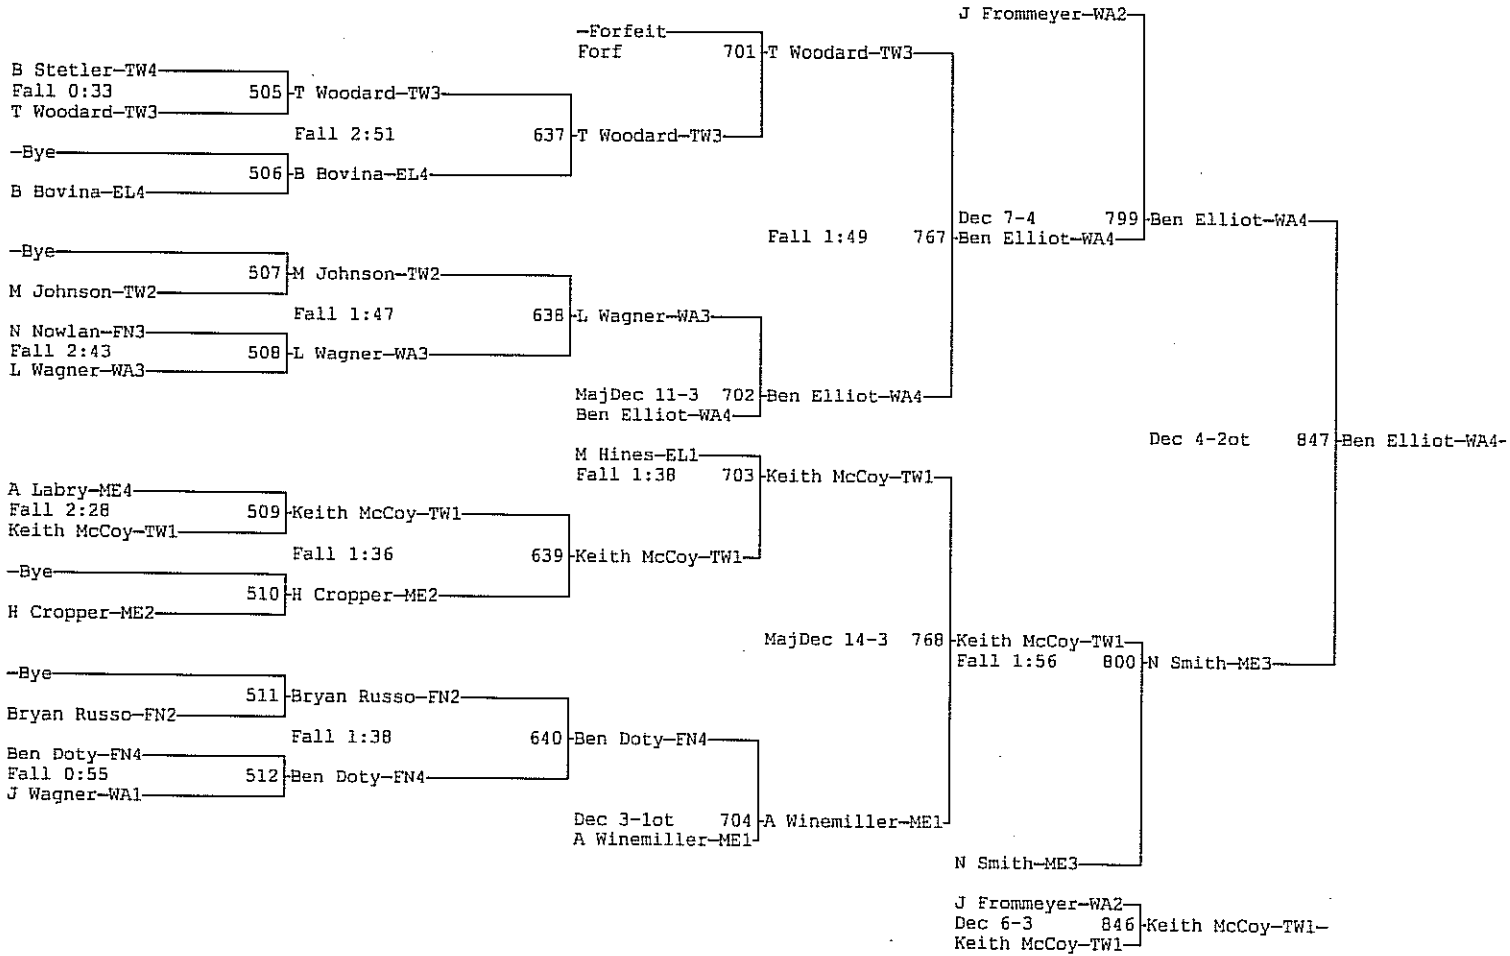 J Frommeyer-WA2
-Forfeit
Forf 701 T Woodard-TW3
B Stetler-TW4
Fall 0:33 505 T Woodard-TW3
T Woodard-TW3
Fall 2:51 637 T Woodard-TW3
-Bye
506 B Bovina-EL4
B Bovina-EL4
Dec 7-4 799 Ben Elliot-WA4
Fall 1:49 767 Ben Elliot-WA4
-Bye
507 M Johnson-TW2
M Johnson-TW2
Fall 1:47 638 L Wagner-WA3
N Nowlan-FN3
Fall 2:43 508 L Wagner-WA3
L Wagner-WA3
MajDec 11-3 702 Ben Elliot-WA4
Ben Elliot-WA4
Dec 4-2ot 847 Ben Elliot-WA4-
M Hines-EL1
Fall 1:38 703 Keith McCoy-TW1
A Labry-ME4
Fall 2:28 509 Keith McCoy-TW1
Keith McCoy-TW1
Fall 1:36 639 Keith McCoy-TW1
-Bye
510 H Cropper-ME2
H Cropper-ME2
MajDec 14-3 768 Keith McCoy-TW1
Fall 1:56 800 N Smith-ME3
-Bye
511 Bryan Russo-FN2
Bryan Russo-FN2
Fall 1:38 640 Ben Doty-FN4
Ben Doty-FN4
Fall 0:55 512 Ben Doty-FN4
J Wagner-WA1
Dec 3-1ot 704 A Winemiller-ME1
A Winemiller-ME1
N Smith-ME3
J Frommeyer-WA2
Dec 6-3 846 Keith McCoy-TW1-
Keith McCoy-TW1